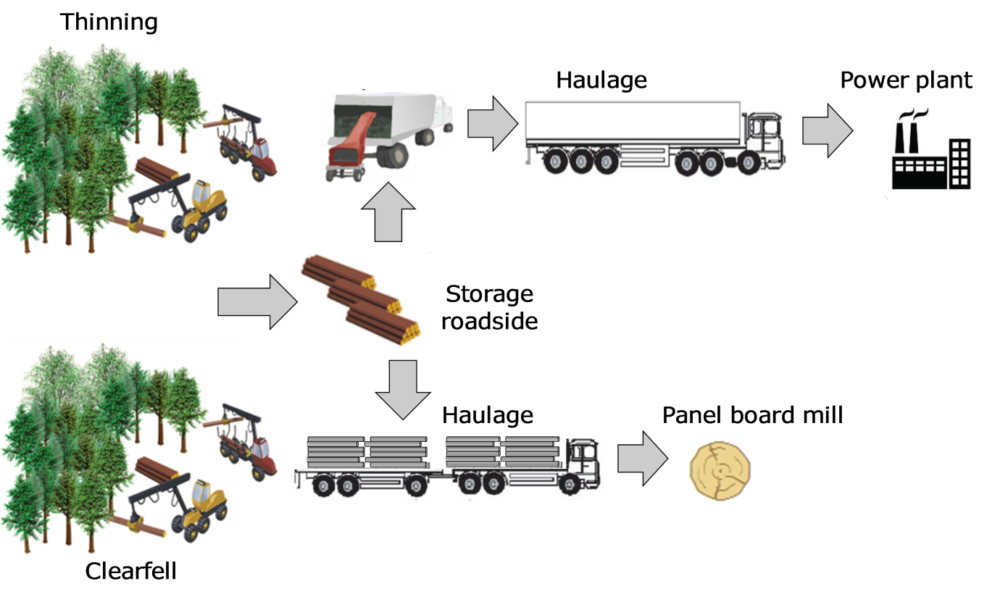 Thinning
Haulage
Power plant
Storage
roadside
Haulage
Panel board mill
Clearfell